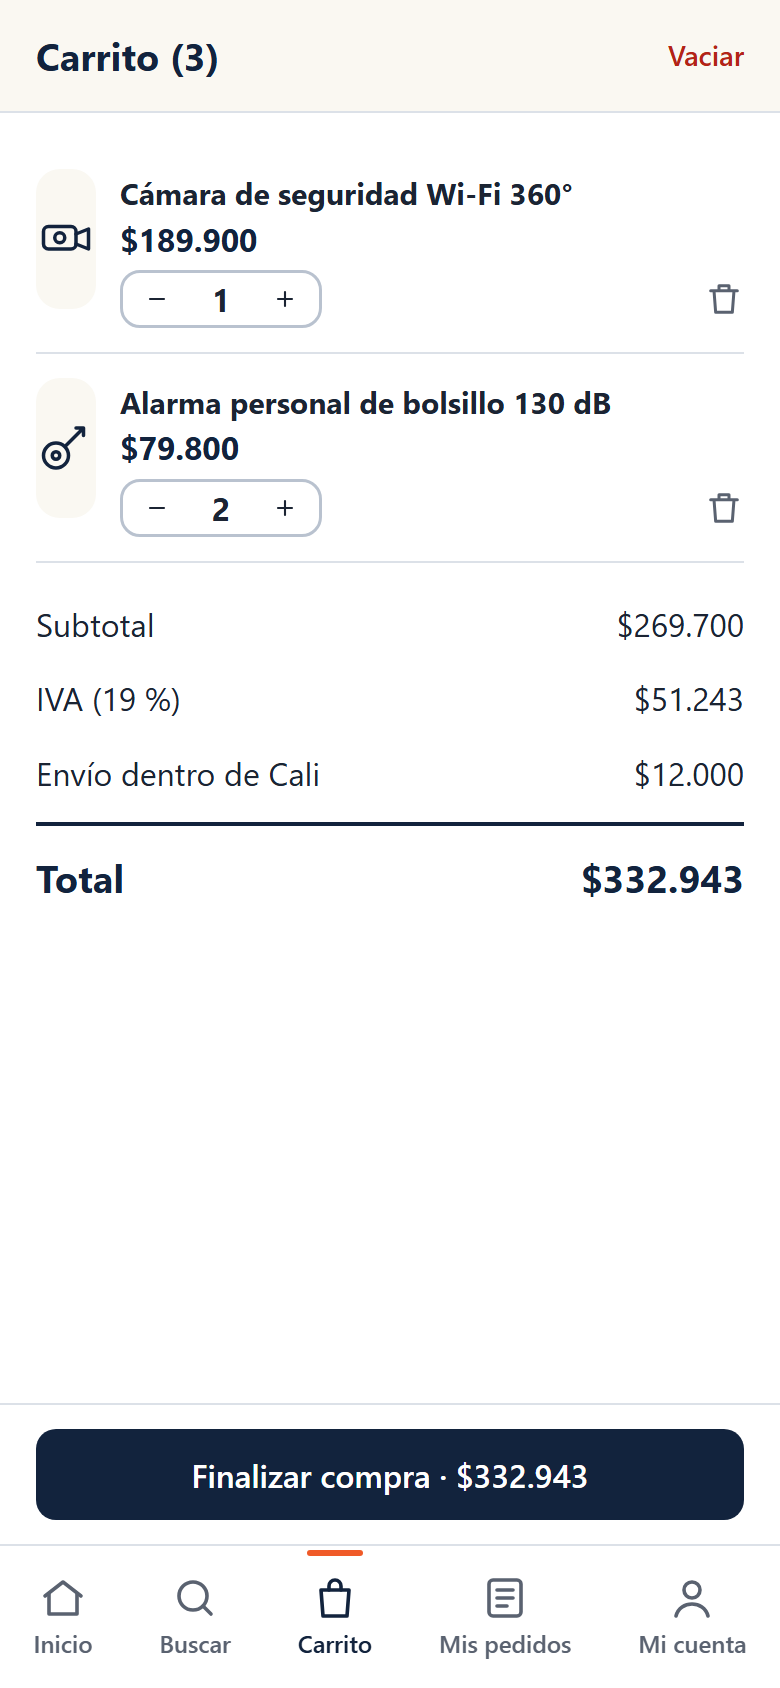 Carrito (3)
Vaciar
Cámara de seguridad Wi-Fi 360°
$189.900
− 1 +
Alarma personal de bolsillo 130 dB
$79.800
− 2 +
Subtotal $269.700
IVA (19 %) $51.243
Envío dentro de Cali $12.000
Total $332.943
Finalizar compra · $332.943
Inicio Buscar Carrito Mis pedidos Mi cuenta